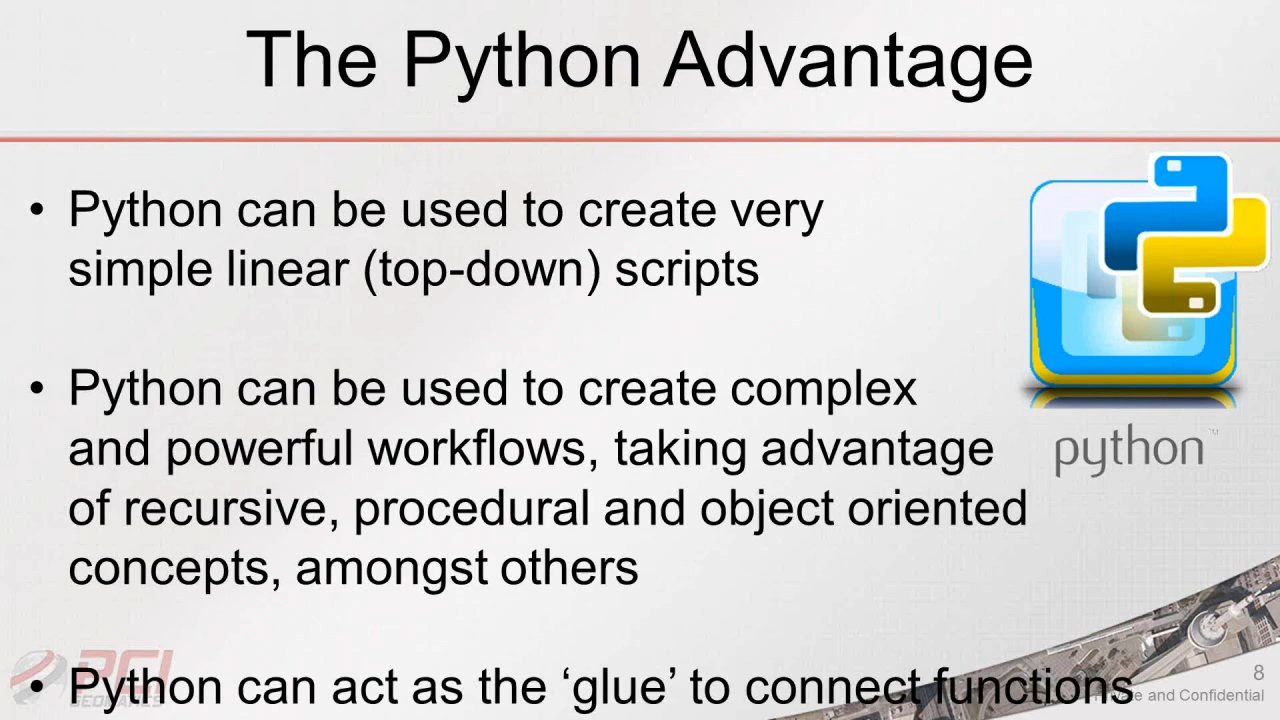 The Python Advantage
• Python can be used to create very
simple linear (top-down) scripts
• Python can be used to create complex
and powerful workflows, taking advantage
of recursive, procedural and object oriented
concepts, amongst others
python
• Python can act as the ‘glue’ to connect functions
PCI
GEOMATICS
8
and Confidential